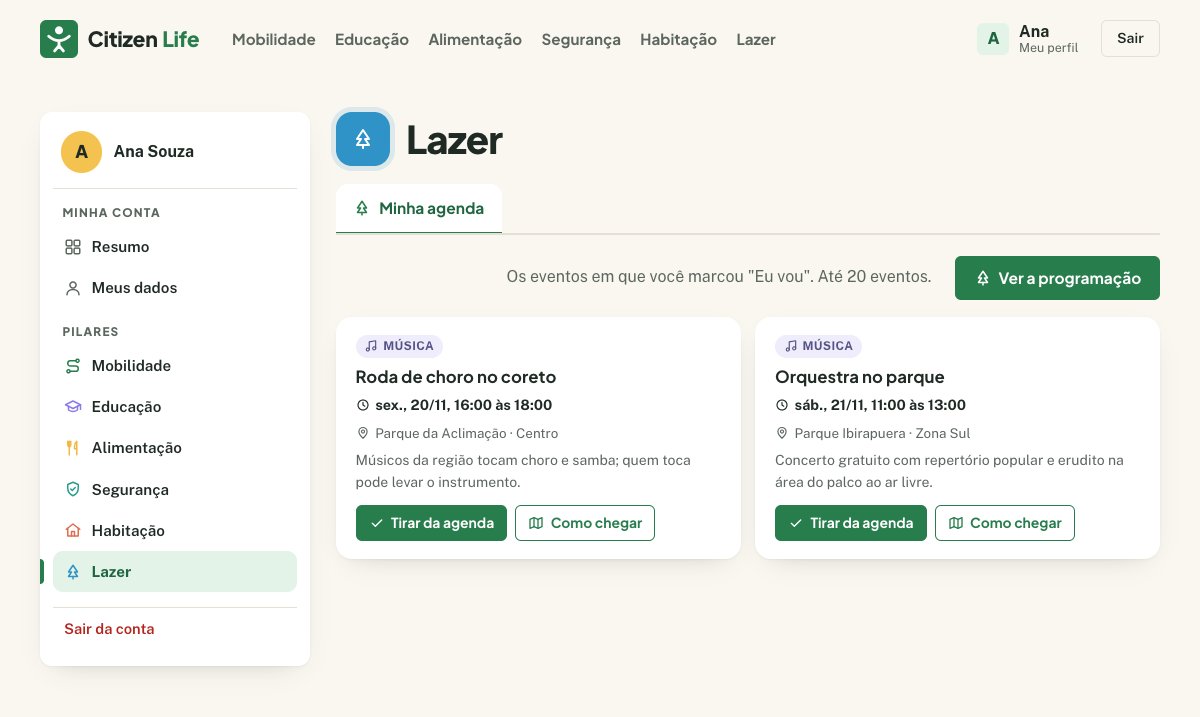 Citizen Life
Mobilidade
Educação
Alimentação
Segurança
Habitação
Lazer
A
Ana
Meu perfil
Sair
A
Ana Souza
MINHA CONTA
Resumo
Meus dados
PILARES
Mobilidade
Educação
Alimentação
Segurança
Habitação
Lazer
Sair da conta
Lazer
Minha agenda
Os eventos em que você marcou "Eu vou". Até 20 eventos.
Ver a programação
MÚSICA
Roda de choro no coreto
sex., 20/11, 16:00 às 18:00
Parque da Aclimação · Centro
Músicos da região tocam choro e samba; quem toca
pode levar o instrumento.
Tirar da agenda
Como chegar
MÚSICA
Orquestra no parque
sáb., 21/11, 11:00 às 13:00
Parque Ibirapuera · Zona Sul
Concerto gratuito com repertório popular e erudito na
área do palco ao ar livre.
Tirar da agenda
Como chegar